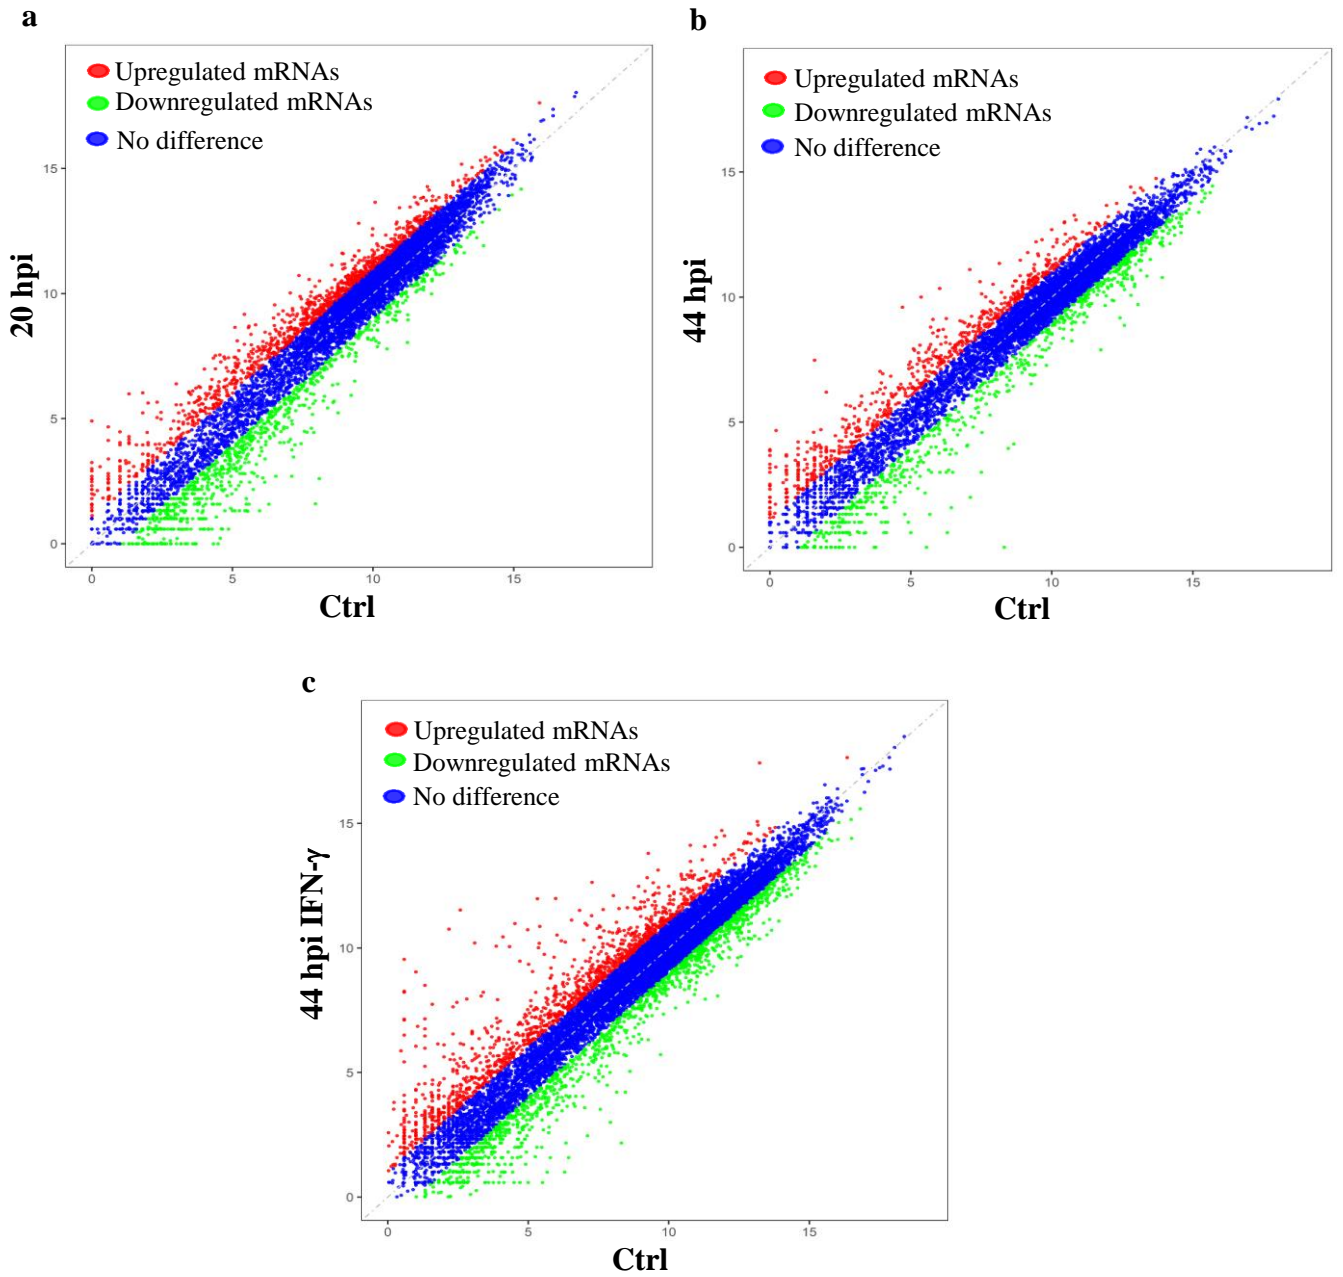 a
Upregulated mRNAs
Downregulated mRNAs
No difference
15
10
5
0
0 5 10 15
20 hpi
Ctrl
b
Upregulated mRNAs
Downregulated mRNAs
No difference
15
10
5
0
0 5 10 15
44 hpi
Ctrl
c
Upregulated mRNAs
Downregulated mRNAs
No difference
15
10
5
0
0 5 10 15
44 hpi IFN-γ
Ctrl